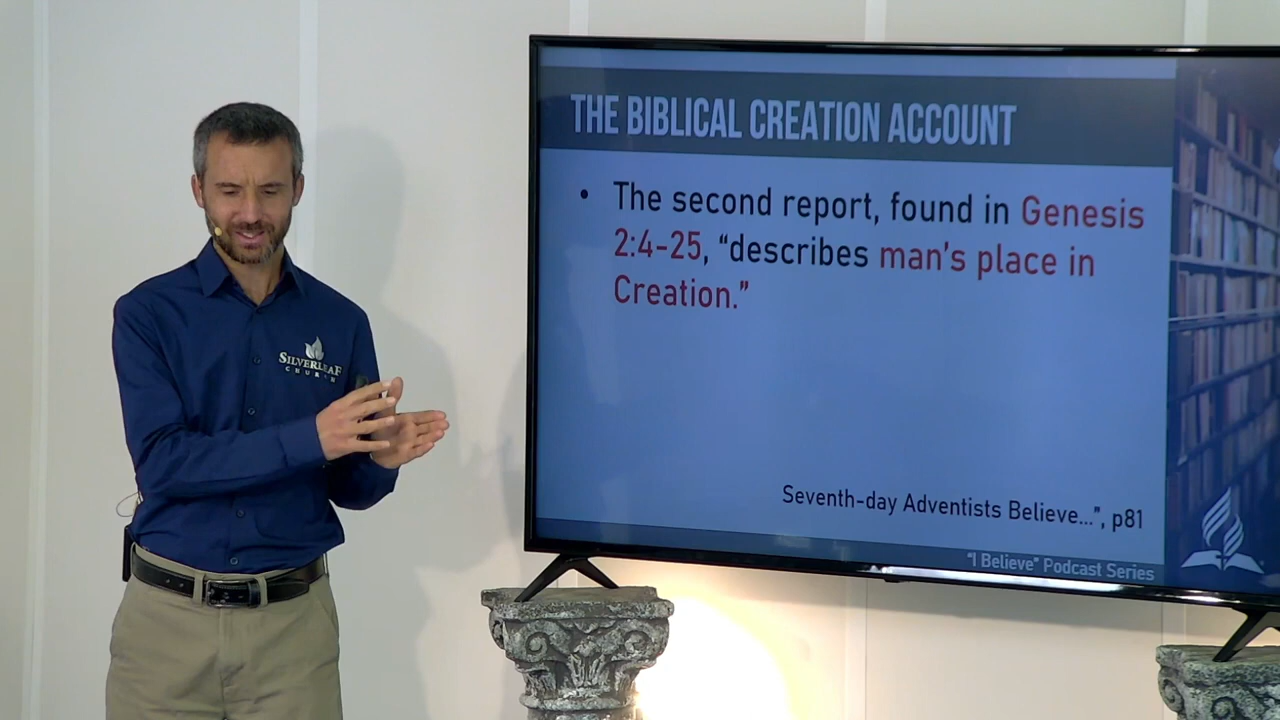 THE BIBLICAL CREATION ACCOUNT
• The second report, found in Genesis
2:4-25, “describes man’s place in
Creation.”
Seventh-day Adventists Believe...”, p81
“I Believe” Podcast Series
SILVERLEAF
CHURCH